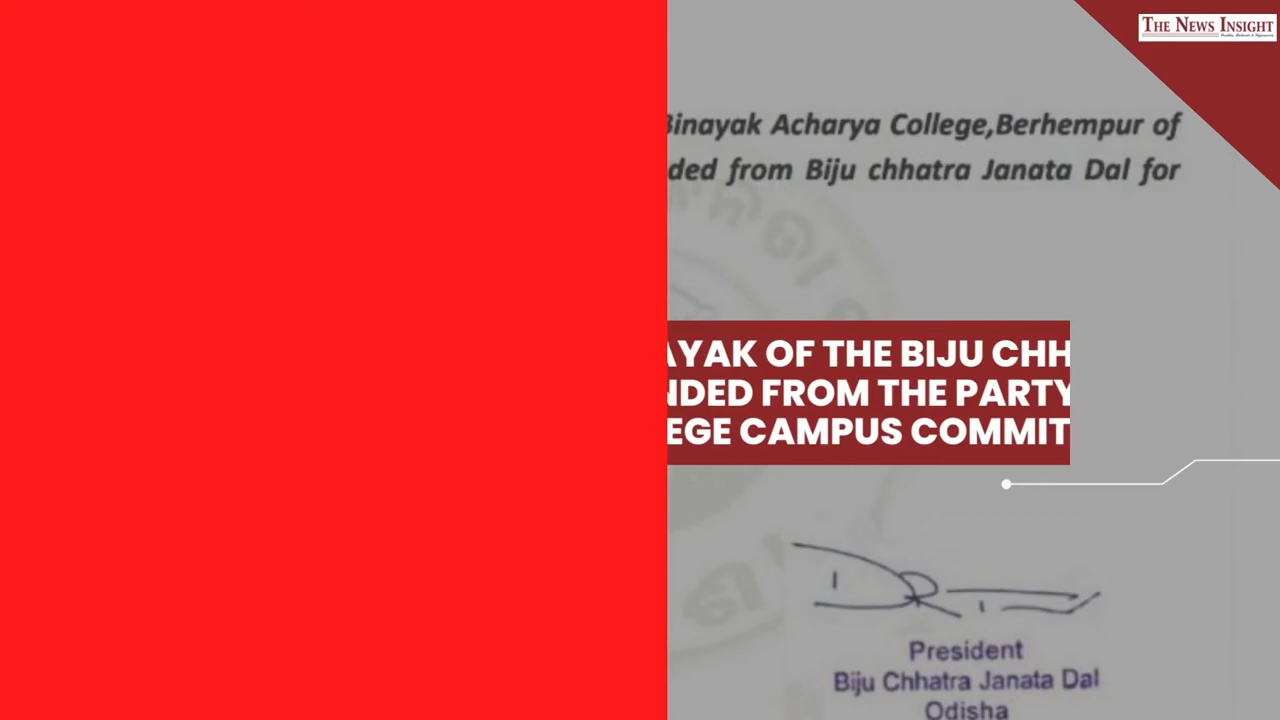 THE NEWS INSIGHT
Binayak Acharya College,Berhempur of
ded from Biju chhatra Janata Dal for
AYAK OF THE BIJU CHH
NDED FROM THE PARTY
EGE CAMPUS COMMIT
President
Biju Chhatra Janata Dal
Odisha